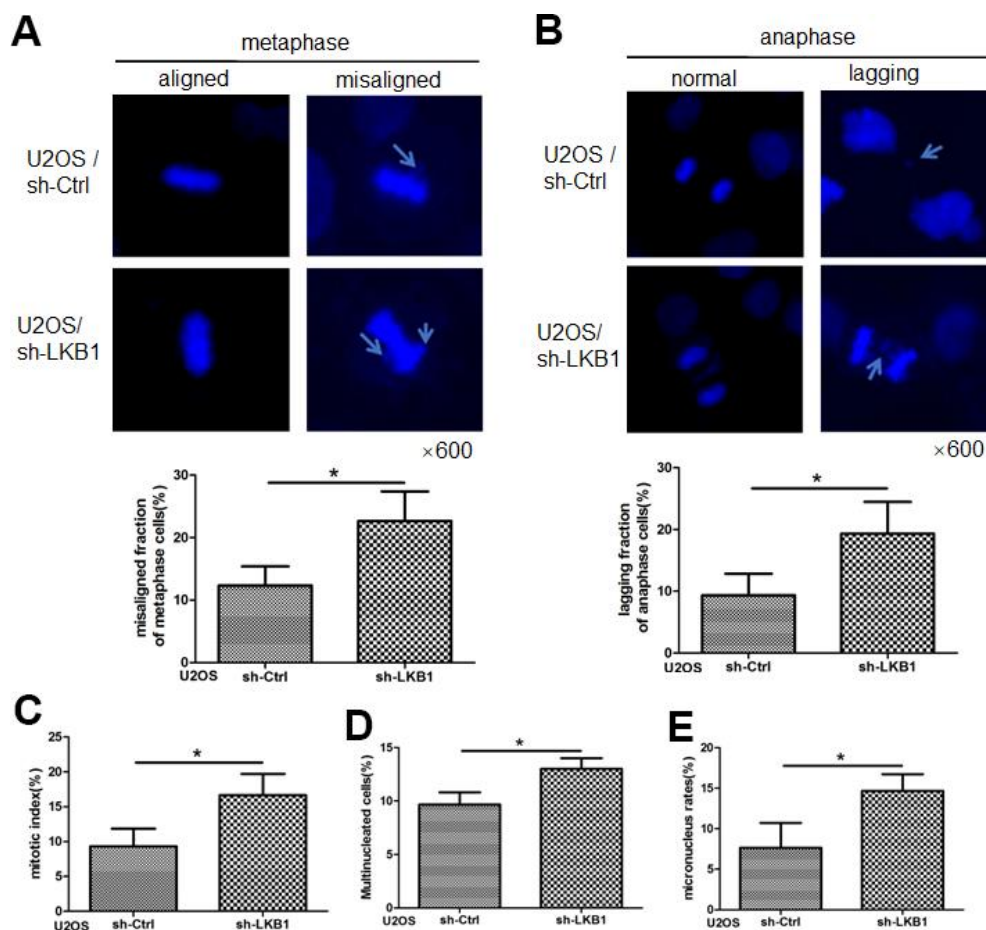 A
metaphase
aligned
misaligned
U2OS /
sh-Ctrl
U2OS/
sh-LKB1
×600
misaligned fraction
of metaphase cells(%)
30
20
10
0
*
U2OS
sh-Ctrl
sh-LKB1
B
anaphase
normal
lagging
U2OS /
sh-Ctrl
U2OS/
sh-LKB1
×600
lagging fraction
of anaphase cells(%)
30
20
10
0
*
U2OS
sh-Ctrl
sh-LKB1
C
mitotic index(%)
25
20
15
10
5
0
*
U2OS
sh-Ctrl
sh-LKB1
D
Multinucleated cells(%)
15
10
5
0
*
U2OS
sh-Ctrl
sh-LKB1
E
micronucleus rates(%)
20
15
10
5
0
*
U2OS
sh-Ctrl
sh-LKB1